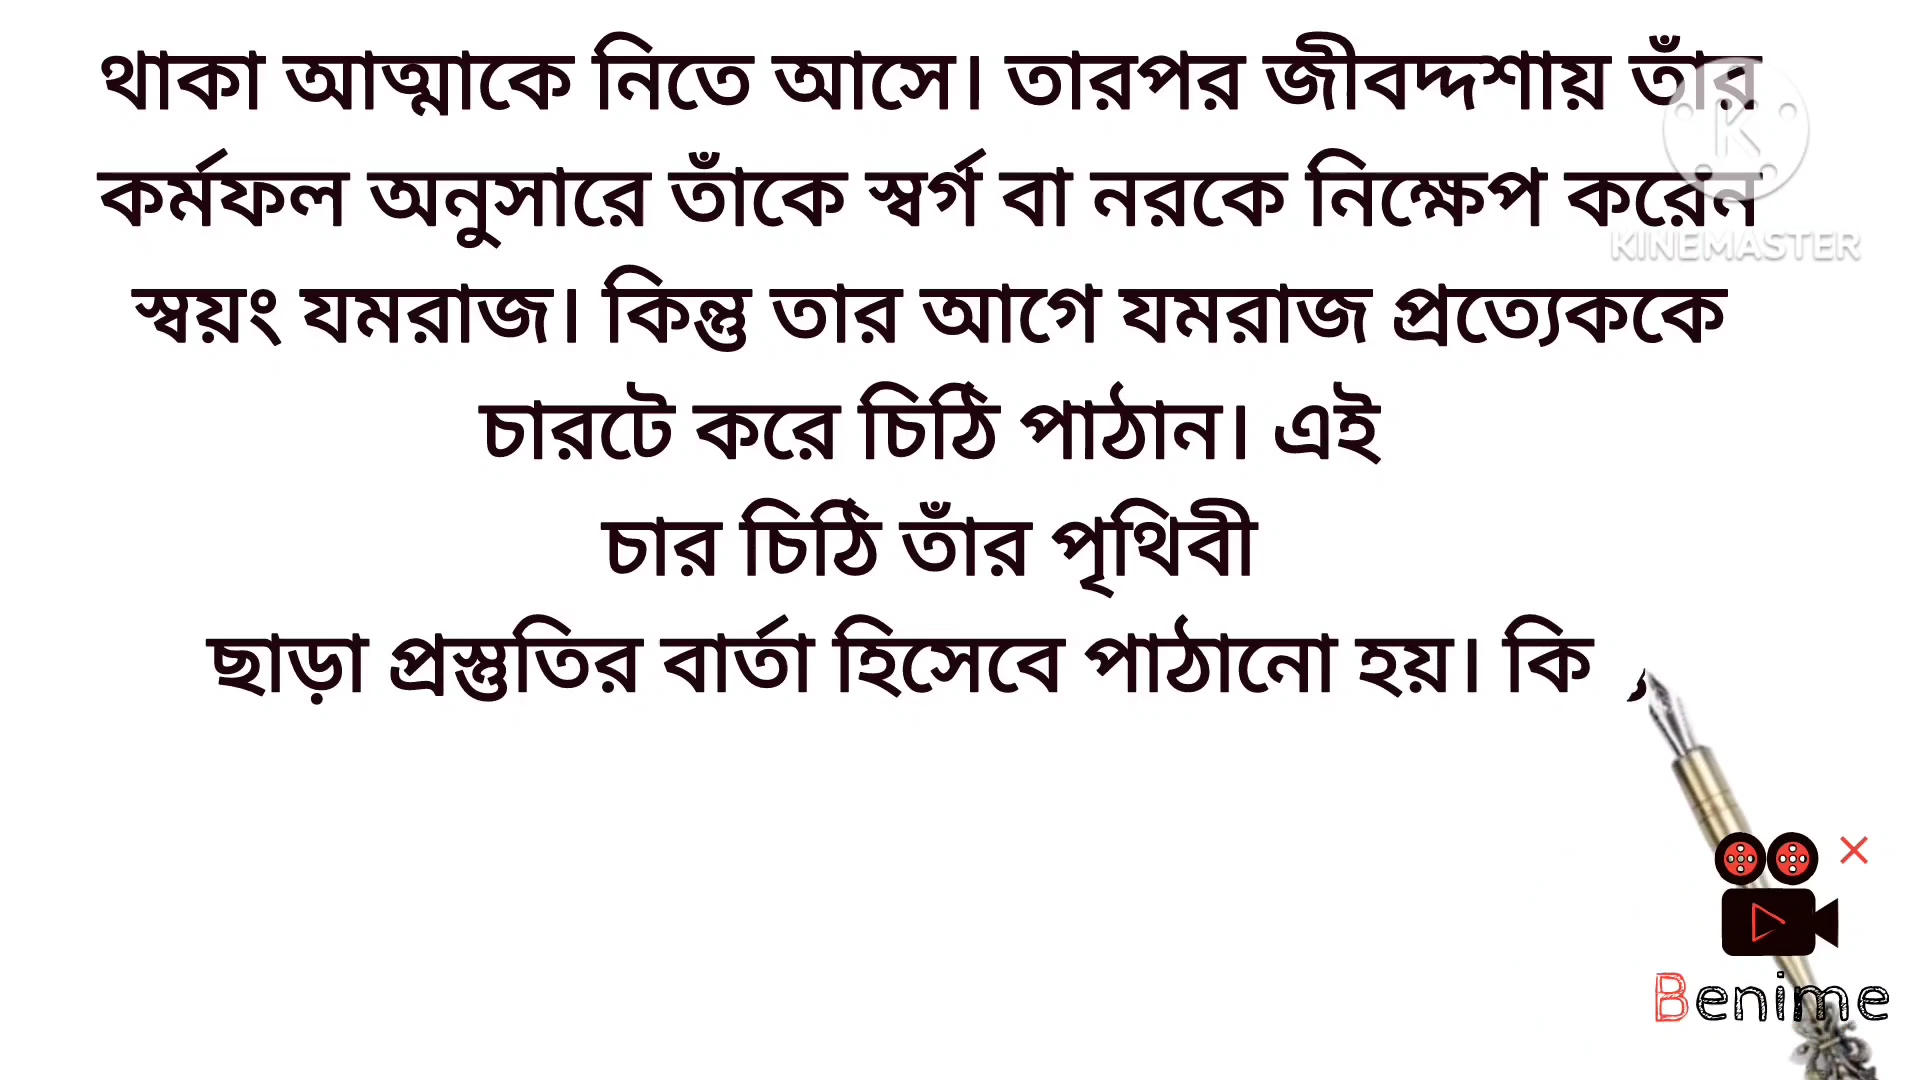 থাকা আত্মাকে নিতে আসে। তারপর জীবদ্দশায় তাঁর
কর্মফল অনুসারে তাঁকে স্বর্গ বা নরকে নিক্ষেপ করেন
স্বয়ং যমরাজ। কিন্তু তার আগে যমরাজ প্রত্যেককে
চারটে করে চিঠি পাঠান। এই
চার চিঠি তাঁর পৃথিবী
ছাড়া প্রস্তুতির বার্তা হিসেবে পাঠানো হয়। কি
K
KINEMASTER
Benime